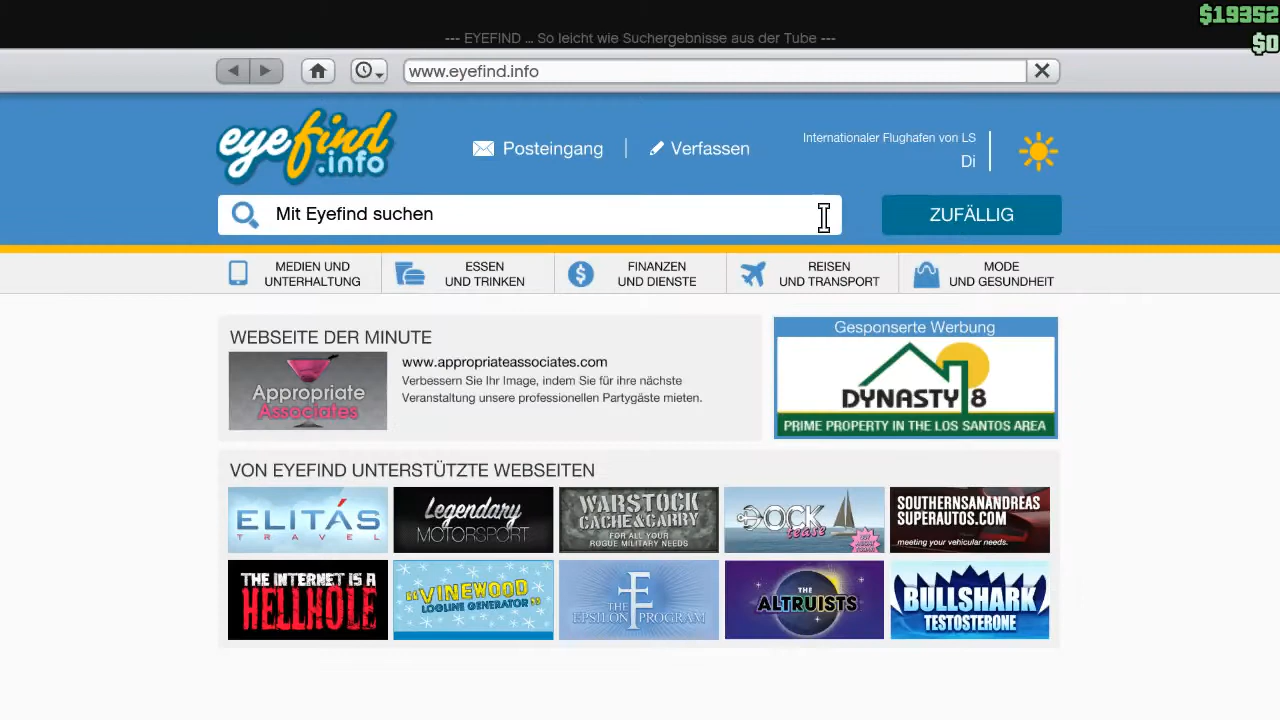 $19352
--- EYEFIND ... So leicht wie Suchergebnisse aus der Tube ---
$0
www.eyefind.info
eyefind
.info
Posteingang
Verfassen
Internationaler Flughafen von LS
Di
Mit Eyefind suchen
ZUFÄLLIG
MEDIEN UND
UNTERHALTUNG
ESSEN
UND TRINKEN
FINANZEN
UND DIENSTE
REISEN
UND TRANSPORT
MODE
UND GESUNDHEIT
WEBSEITE DER MINUTE
Appropriate
Associates
www.appropriateassociates.com
Verbessern Sie Ihr Image, indem Sie für ihre nächste
Veranstaltung unsere professionellen Partygäste mieten.
Gesponserte Werbung
DYNASTY 8
PRIME PROPERTY IN THE LOS SANTOS AREA
VON EYEFIND UNTERSTÜTZTE WEBSEITEN
ELITÁS
TRAVEL
Legendary
MOTORSPORT
WARSTOCK
CACHE & CARRY
FOR ALL YOUR
ROGUE MILITARY NEEDS
DOCK
tease
SOUTHERNSANANDREAS
SUPERAUTOS.COM
meeting your vehicular needs.
THE INTERNET IS A
HELLHOLE
"VINEWOOD
LOGLINE GENERATOR"
THE
EPSILON PROGRAM
THE
ALTRUISTS
BULLSHARK
TESTOSTERONE